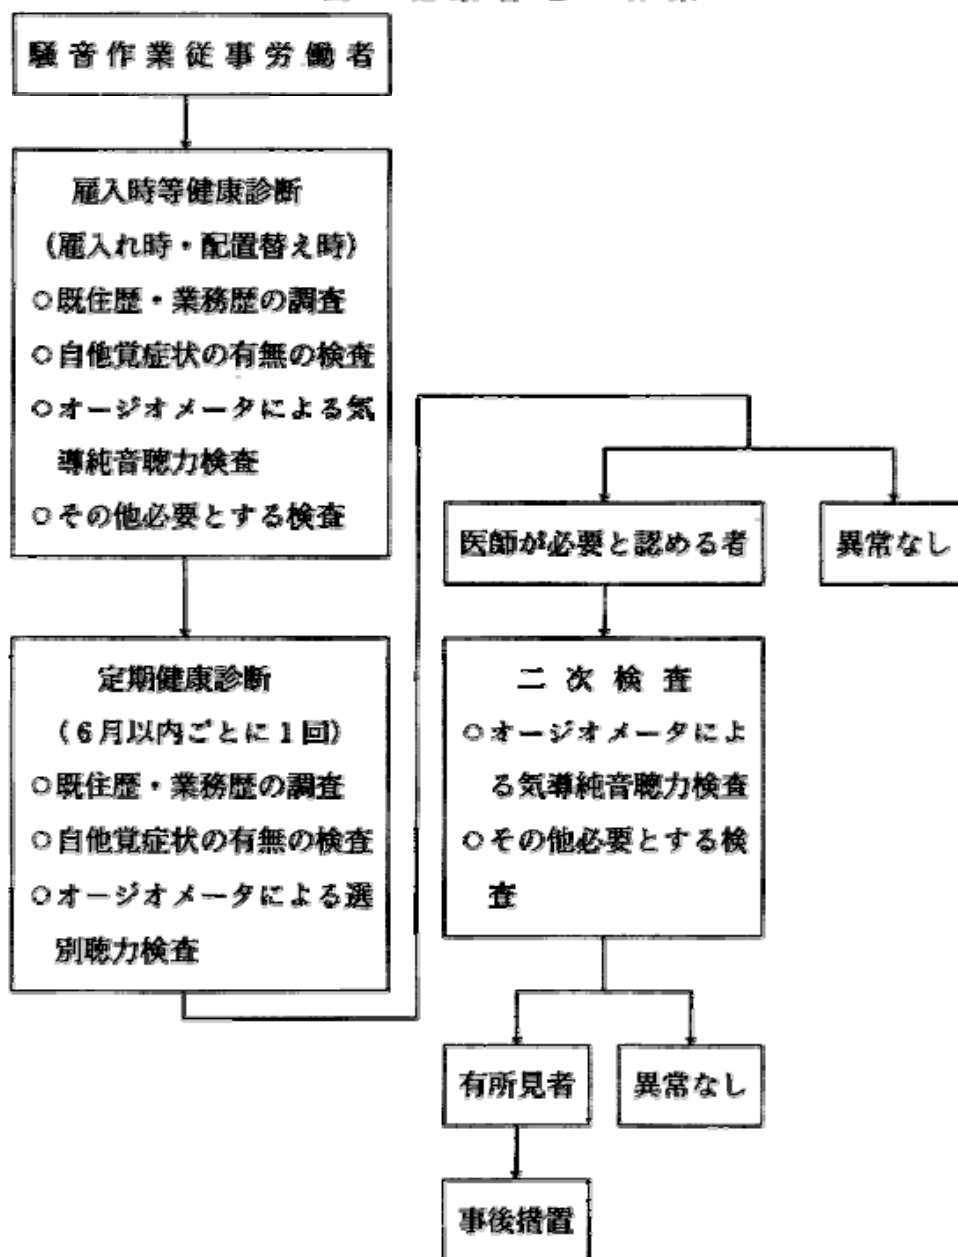 騒音作業従事労働者
雇入時等健康診断
(雇入れ時・配置替え時)
○既住歴・業務歴の調査
○自他覚症状の有無の検査
○オージオメータによる気
導純音聴力検査
○その他必要とする検査
定期健康診断
(6月以内ごとに1回)
○既住歴・業務歴の調査
○自他覚症状の有無の検査
○オージオメータによる選
別聴力検査
医師が必要と認める者
異常なし
二次検査
○オージオメータによ
る気導純音聴力検査
○その他必要とする検
査
有所見者
異常なし
事後措置